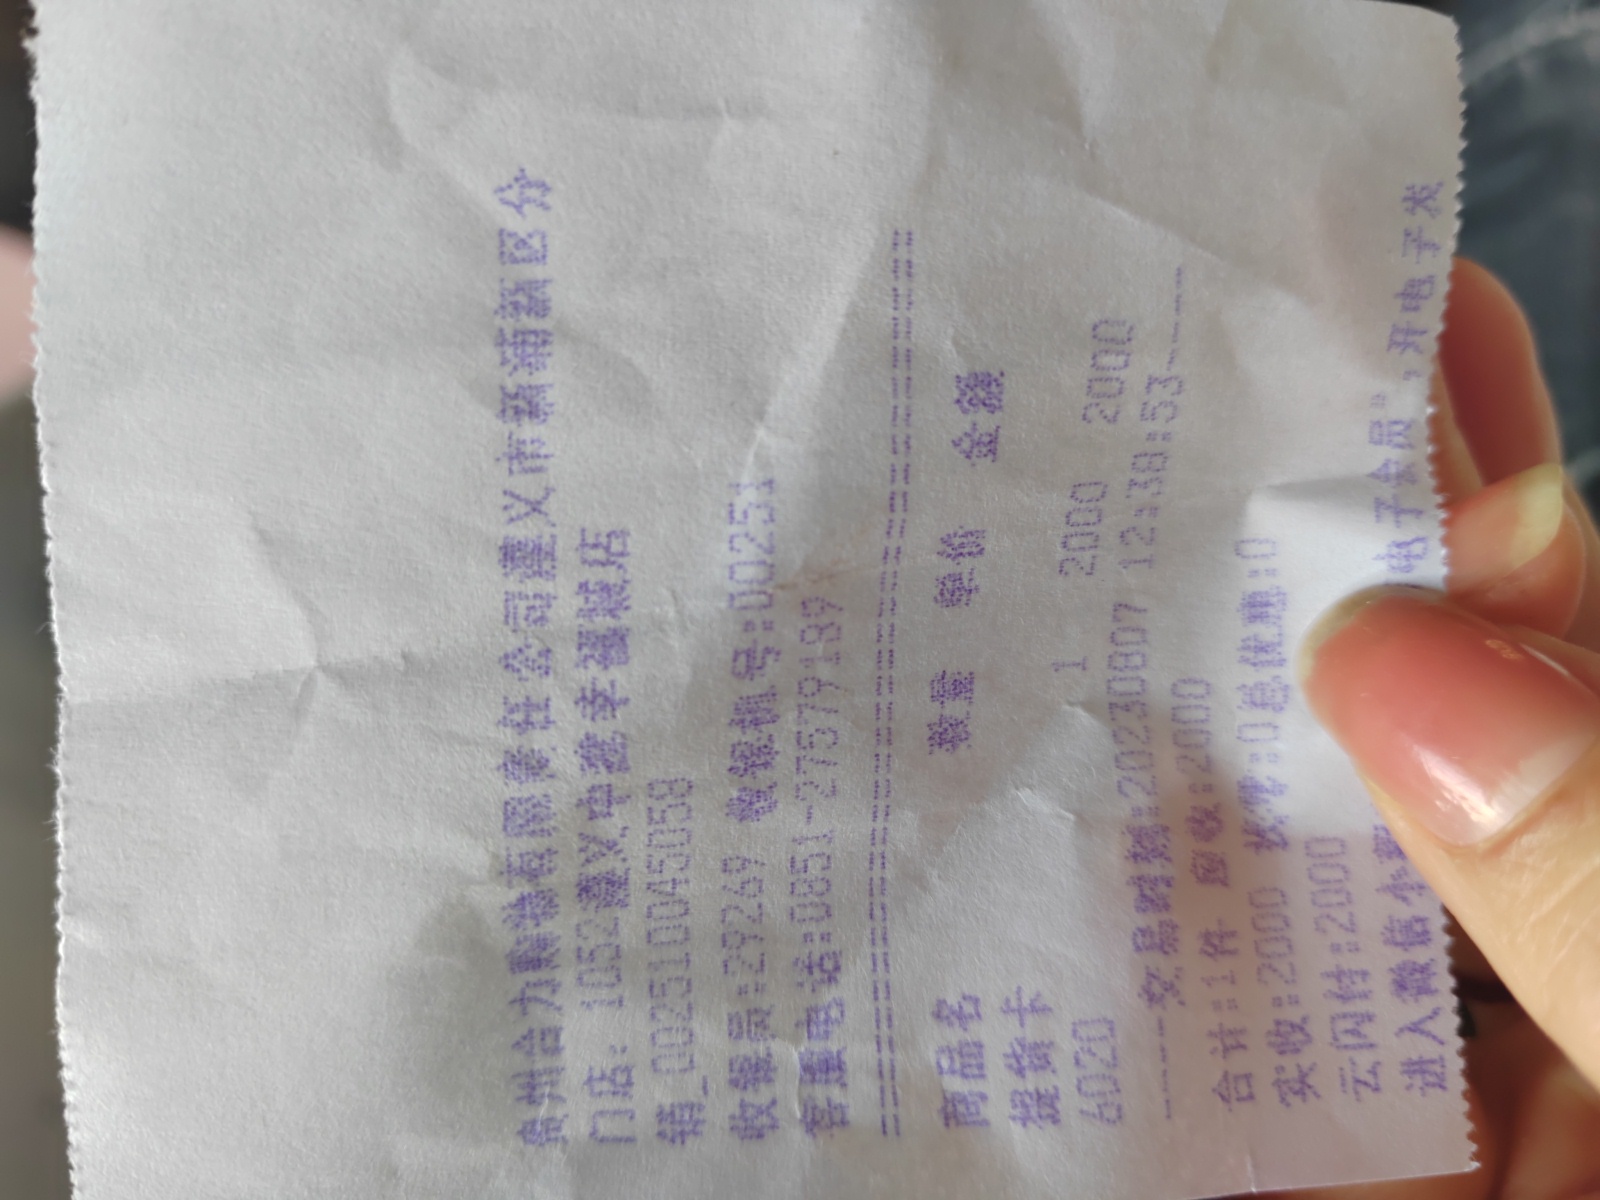 贵州合力购物有限责任公司遵义市新蒲新区分
门店: 1052遵义中建幸福城店
销_002510045058
收银员:29269 收银机号:00251
客服电话:0851-27579189
========================================
商品名 数量 单价 金额
提货卡
6020 1 2000 2000
-----交易时刻:20230807 12:38:53-----
合计:1件 应收:2000
实收:2000 找零:0总优惠:0
云闪付:2000
进入微信小程 电子会员",开电子发